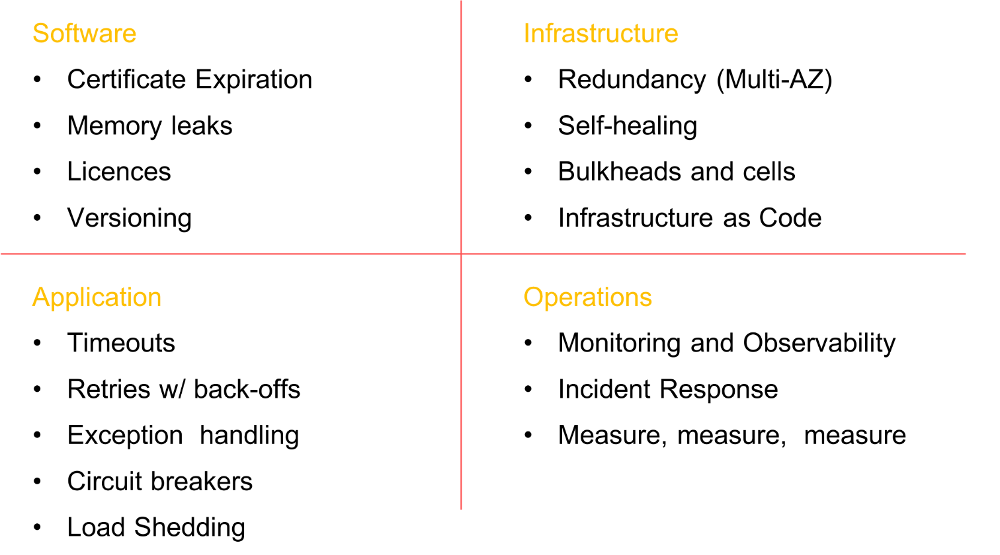 Software
• Certificate Expiration
• Memory leaks
• Licences
• Versioning
Infrastructure
• Redundancy (Multi-AZ)
• Self-healing
• Bulkheads and cells
• Infrastructure as Code
Application
• Timeouts
• Retries w/ back-offs
• Exception  handling
• Circuit breakers
• Load Shedding
Operations
• Monitoring and Observability
• Incident Response
• Measure, measure,  measure